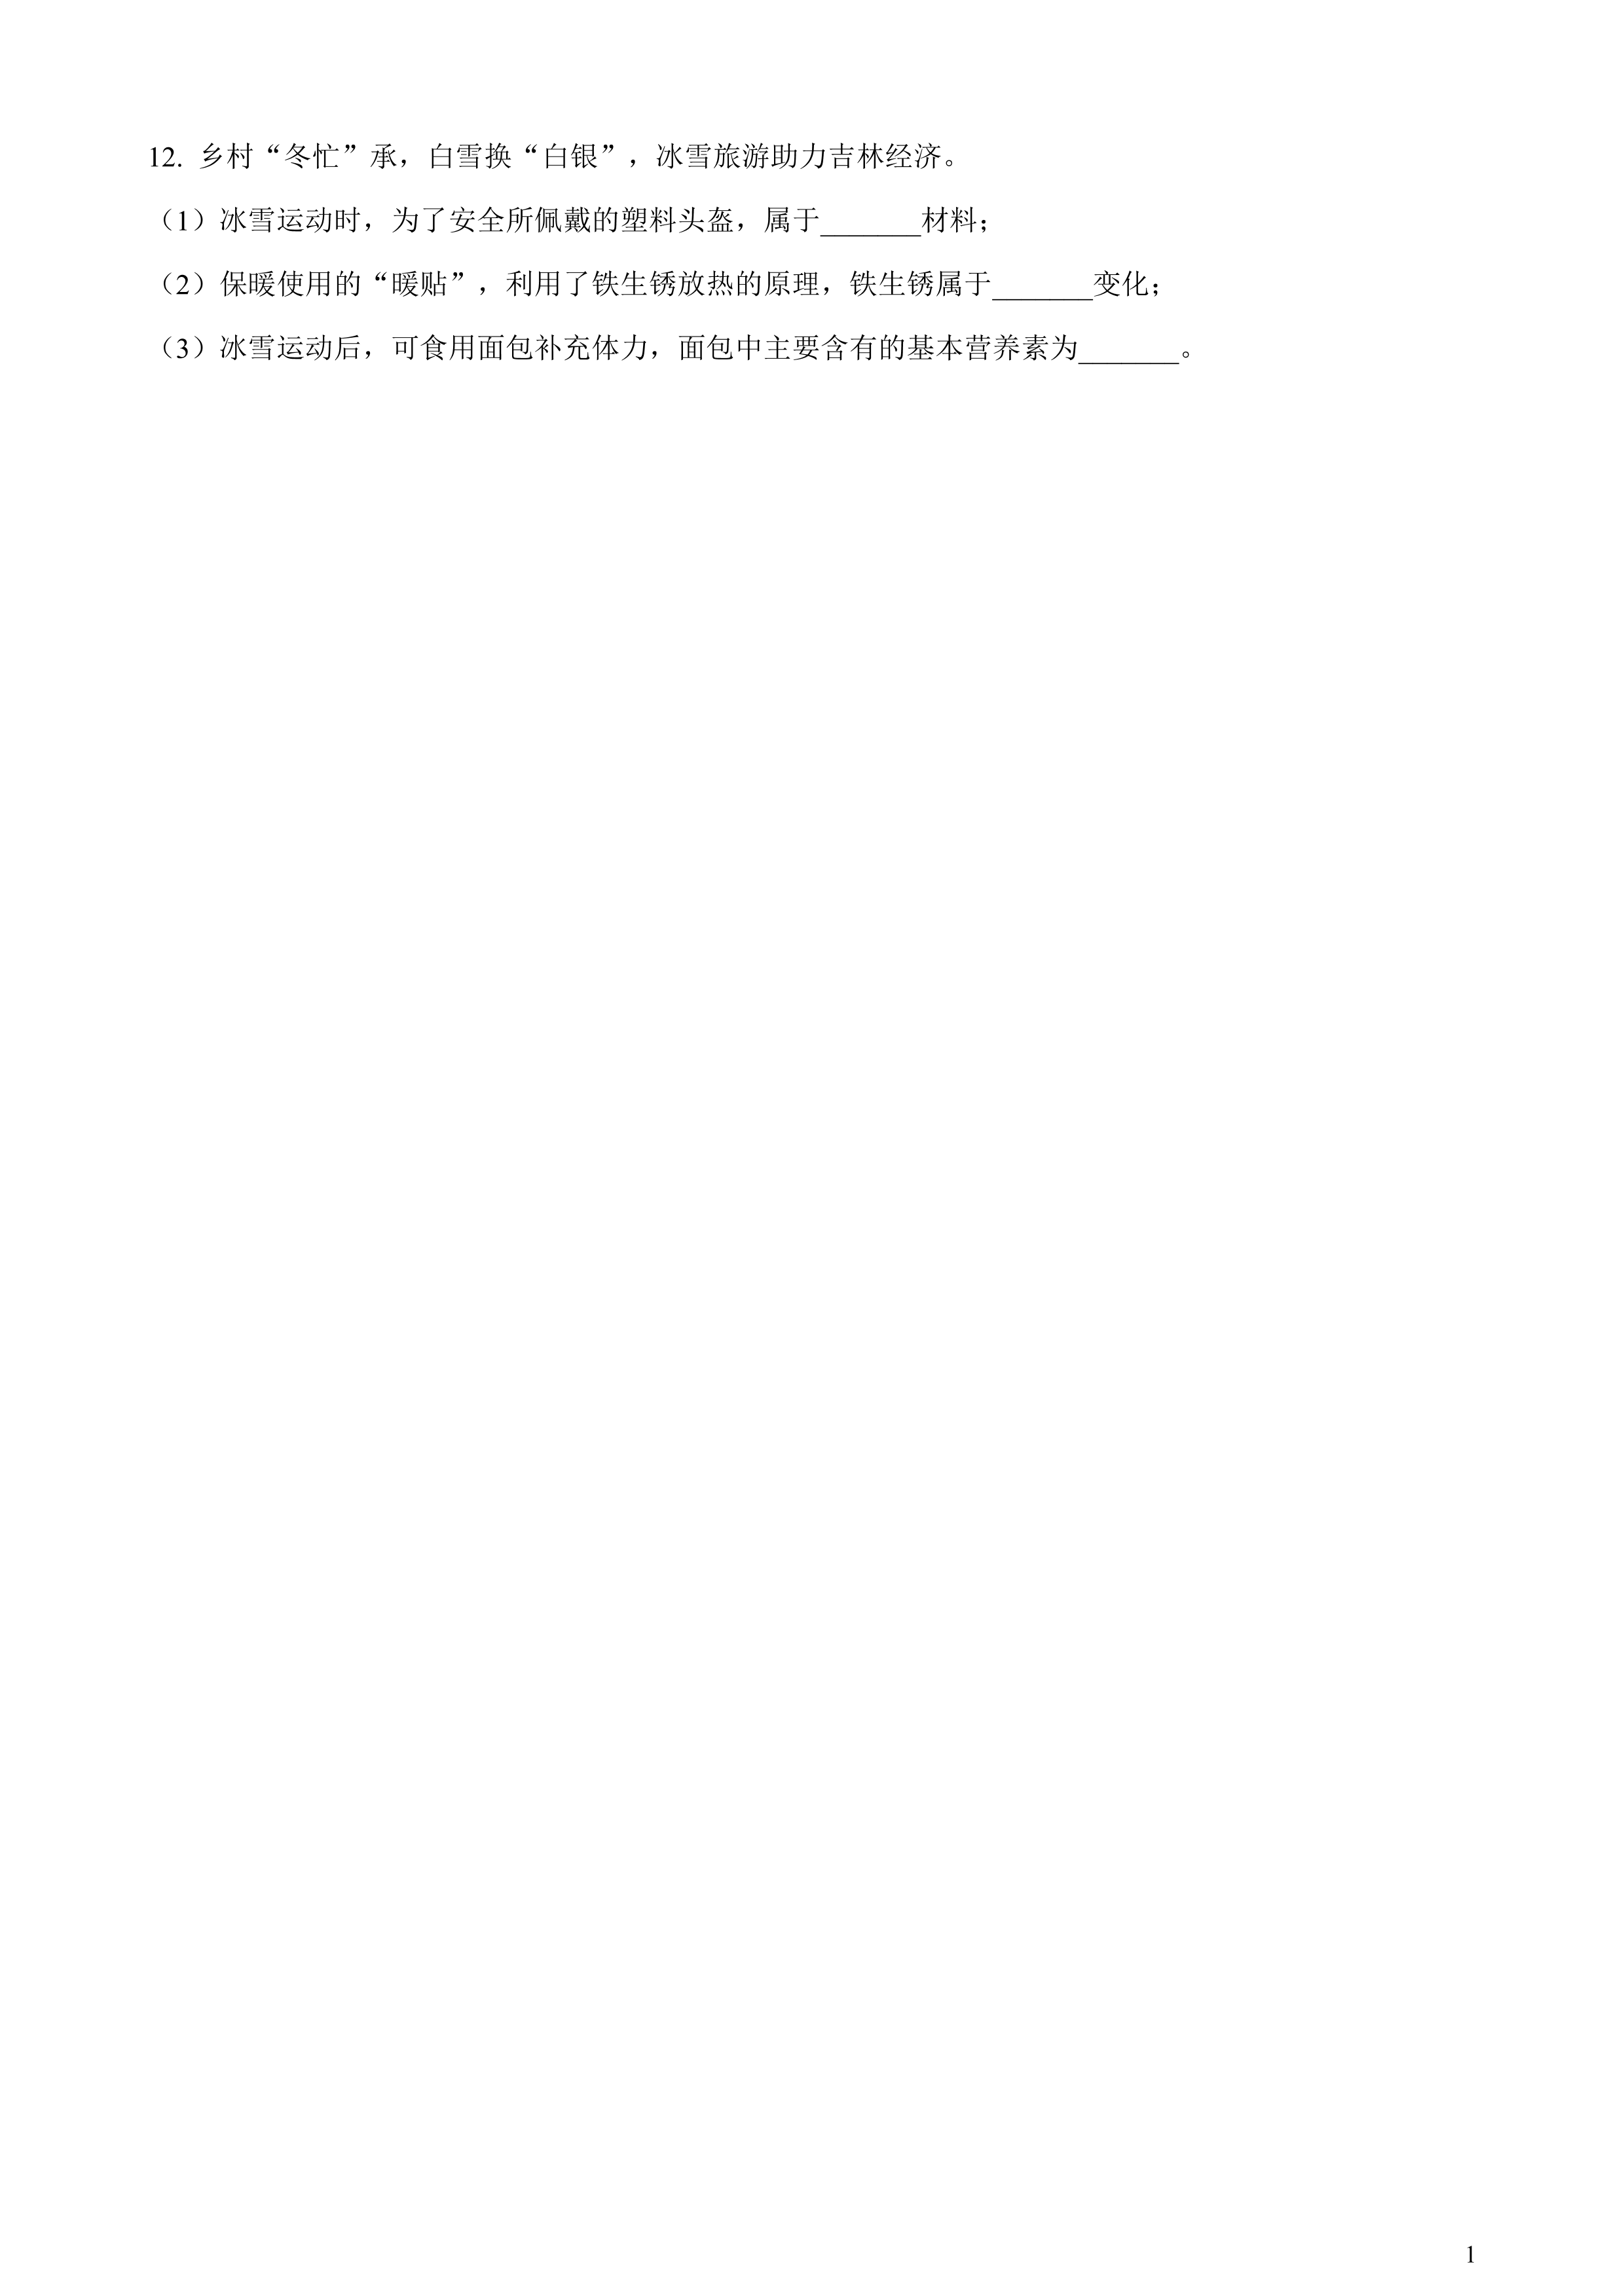 12. 乡村“冬忙”承，白雪换“白银”，冰雪旅游助力吉林经济。
（1）冰雪运动时，为了安全所佩戴的塑料头盔，属于_______材料；
（2）保暖使用的“暖贴”，利用了铁生锈放热的原理，铁生锈属于_______变化；
（3）冰雪运动后，可食用面包补充体力，面包中主要含有的基本营养素为_______。
1